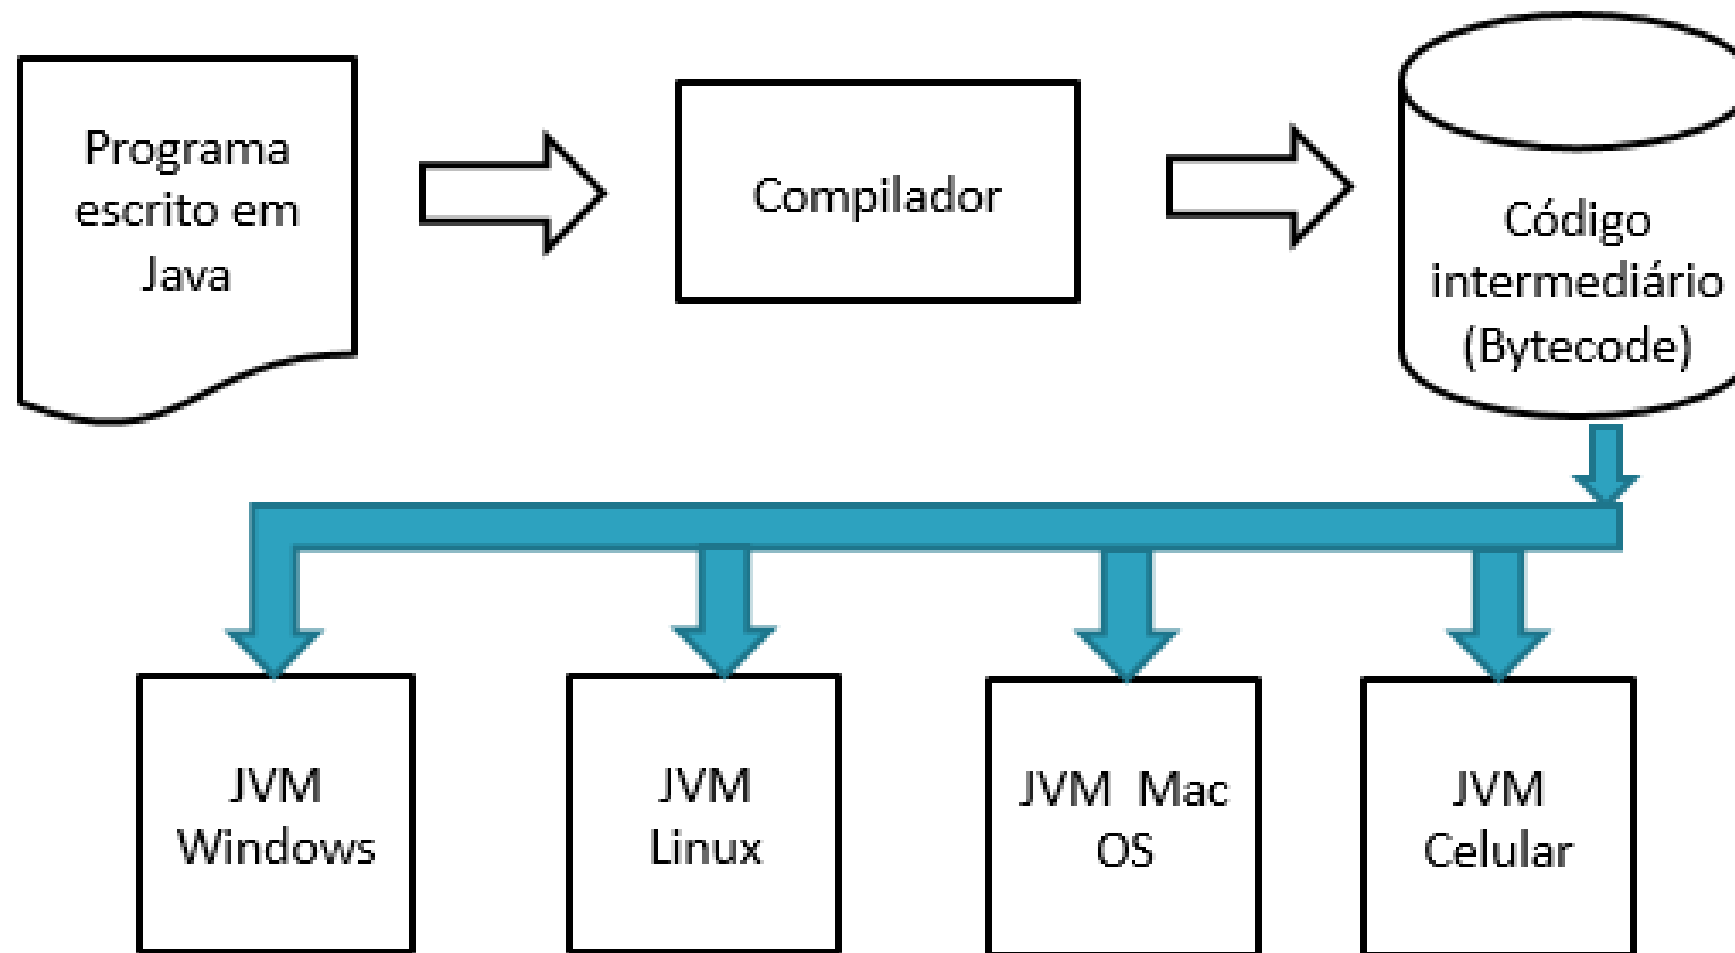 Programa
escrito em
Java
Compilador
Código
intermediário
(Bytecode)
JVM
Windows
JVM
Linux
JVM Mac
OS
JVM
Celular